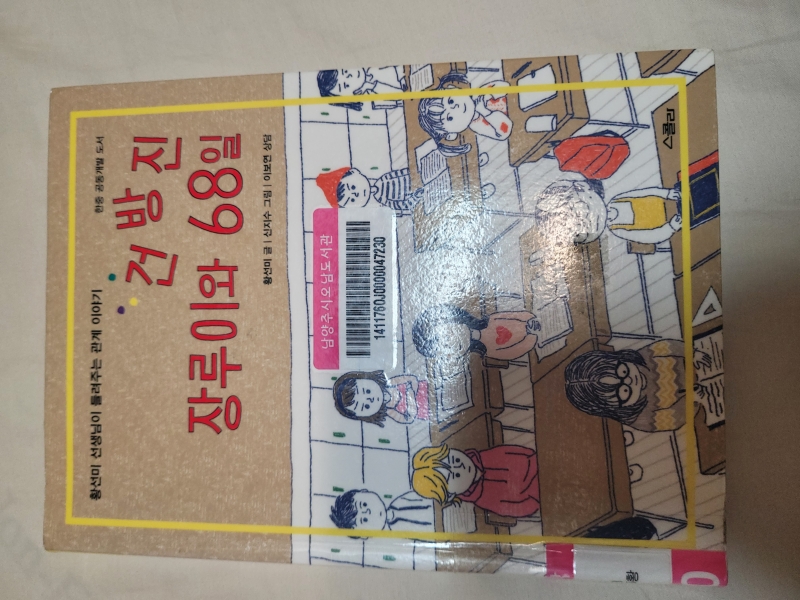 한중 공동개발 도서
황선미 선생님이 들려주는 관계 이야기
건방진
장루이와 68일
황선미 글 | 신지수 그림 | 이보연 상담
남양주시오남도서관
1411760J0000047230
스콜라
황